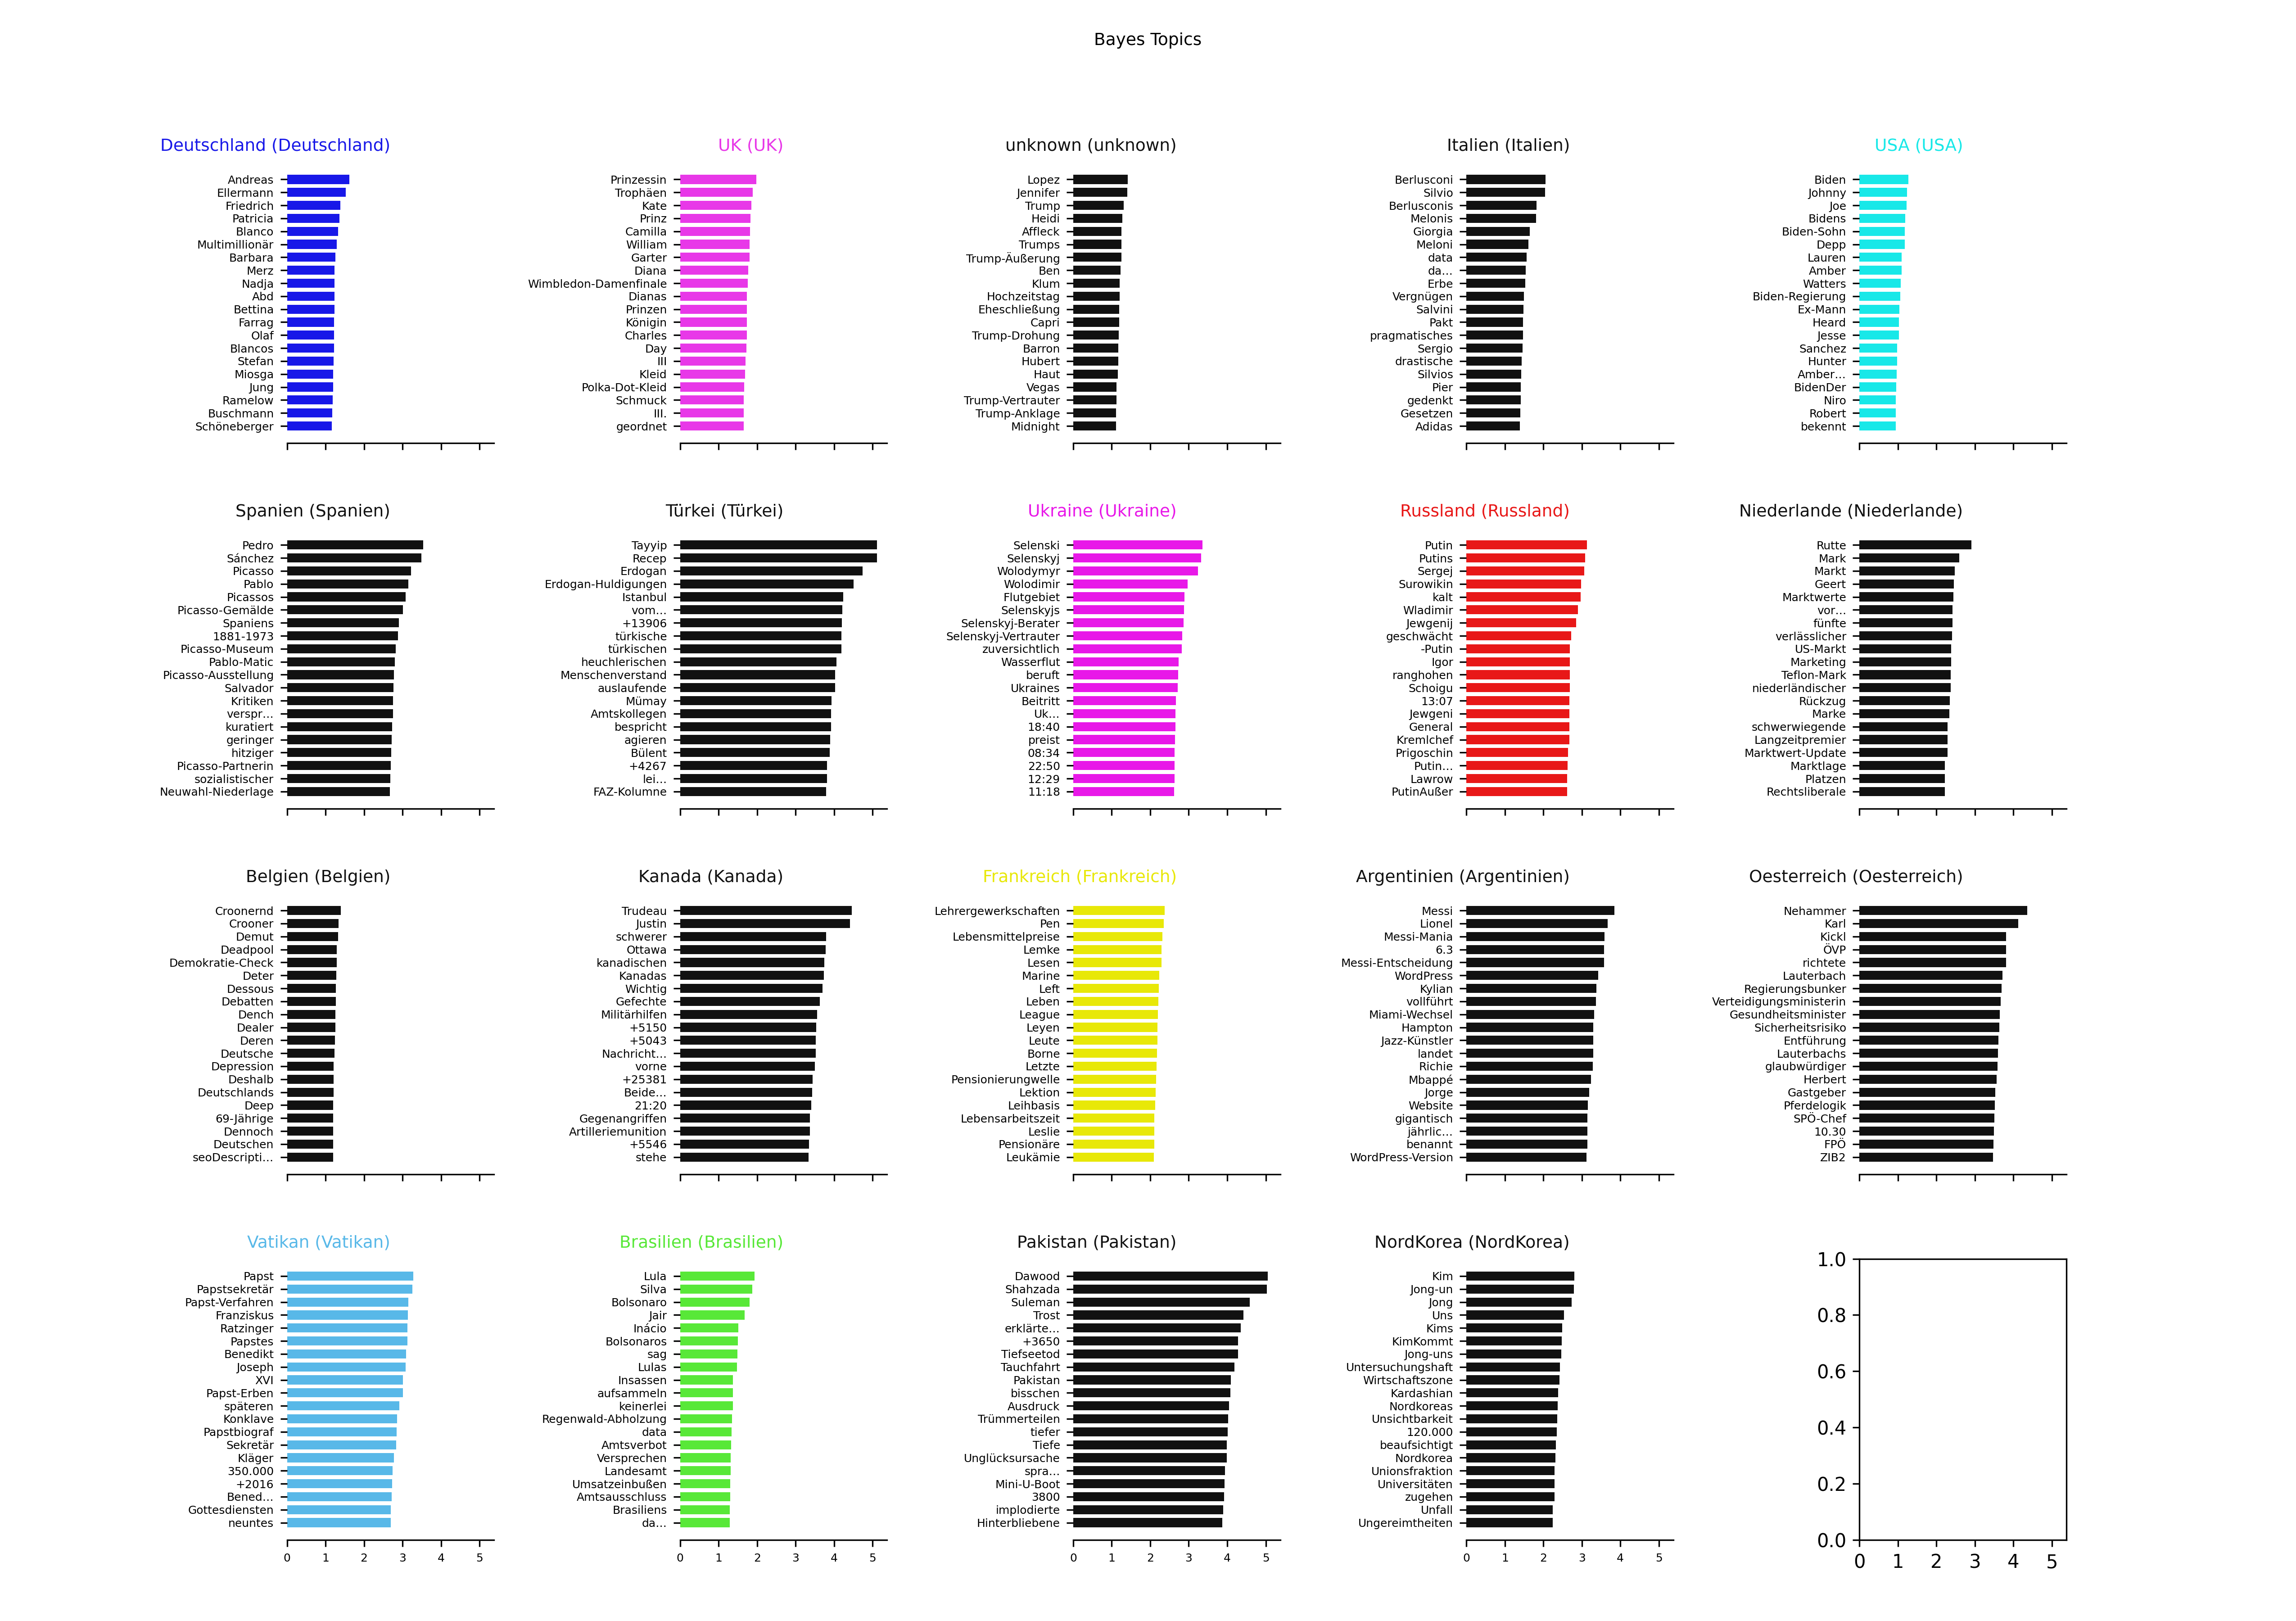 Bayes Topics
Deutschland (Deutschland)
Andreas
Ellermann
Friedrich
Patricia
Blanco
Multimillionär
Barbara
Merz
Nadja
Abd
Bettina
Farrag
Olaf
Blancos
Stefan
Miosga
Jung
Ramelow
Buschmann
Schöneberger
UK (UK)
Prinzessin
Trophäen
Kate
Prinz
Camilla
William
Garter
Diana
Wimbledon-Damenfinale
Dianas
Prinzen
Königin
Charles
Day
III
Kleid
Polka-Dot-Kleid
Schmuck
III.
geordnet
unknown (unknown)
Lopez
Jennifer
Trump
Heidi
Affleck
Trumps
Trump-Äußerung
Ben
Klum
Hochzeitstag
Eheschließung
Capri
Trump-Drohung
Barron
Hubert
Haut
Vegas
Trump-Vertrauter
Trump-Anklage
Midnight
Italien (Italien)
Berlusconi
Silvio
Berlusconis
Melonis
Giorgia
Meloni
data
da...
Erbe
Vergnügen
Salvini
Pakt
pragmatisches
Sergio
drastische
Silvios
Pier
gedenkt
Gesetzen
Adidas
USA (USA)
Biden
Johnny
Joe
Bidens
Biden-Sohn
Depp
Lauren
Amber
Watters
Biden-Regierung
Ex-Mann
Heard
Jesse
Sanchez
Hunter
Amber...
BidenDer
Niro
Robert
bekennt
Spanien (Spanien)
Pedro
Sánchez
Picasso
Pablo
Picassos
Picasso-Gemälde
Spaniens
1881-1973
Picasso-Museum
Pablo-Matic
Picasso-Ausstellung
Salvador
Kritiken
verspr...
kuratiert
geringer
hitziger
Picasso-Partnerin
sozialistischer
Neuwahl-Niederlage
Türkei (Türkei)
Tayyip
Recep
Erdogan
Erdogan-Huldigungen
Istanbul
vom...
+13906
türkische
türkischen
heuchlerischen
Menschenverstand
auslaufende
Mümay
Amtskollegen
bespricht
agieren
Bülent
+4267
lei...
FAZ-Kolumne
Ukraine (Ukraine)
Selenski
Selenskyj
Wolodymyr
Wolodimir
Flutgebiet
Selenskyjs
Selenskyj-Berater
Selenskyj-Vertrauter
zuversichtlich
Wasserflut
beruft
Ukraines
Beitritt
Uk...
18:40
preist
08:34
22:50
12:29
11:18
Russland (Russland)
Putin
Putins
Sergej
Surowikin
kalt
Wladimir
Jewgenij
geschwächt
-Putin
Igor
ranghohen
Schoigu
13:07
Jewgeni
General
Kremlchef
Prigoschin
Putin...
Lawrow
PutinAußer
Niederlande (Niederlande)
Rutte
Mark
Markt
Geert
Marktwerte
vor...
fünfte
verlässlicher
US-Markt
Marketing
Teflon-Mark
niederländischer
Rückzug
Marke
schwerwiegende
Langzeitpremier
Marktwert-Update
Marktlage
Platzen
Rechtsliberale
Belgien (Belgien)
Croonernd
Crooner
Demut
Deadpool
Demokratie-Check
Deter
Dessous
Debatten
Dench
Dealer
Deren
Deutsche
Depression
Deshalb
Deutschlands
Deep
69-Jährige
Dennoch
Deutschen
seoDescripti...
Kanada (Kanada)
Trudeau
Justin
schwerer
Ottawa
kanadischen
Kanadas
Wichtig
Gefechte
Militärhilfen
+5150
+5043
Nachricht...
vorne
+25381
Beide...
21:20
Gegenangriffen
Artilleriemunition
+5546
stehe
Frankreich (Frankreich)
Lehrergewerkschaften
Pen
Lebensmittelpreise
Lemke
Lesen
Marine
Left
Leben
League
Leyen
Leute
Borne
Letzte
Pensionierungwelle
Lektion
Leihbasis
Lebensarbeitszeit
Leslie
Pensionäre
Leukämie
Argentinien (Argentinien)
Messi
Lionel
Messi-Mania
6.3
Messi-Entscheidung
WordPress
Kylian
vollführt
Miami-Wechsel
Hampton
Jazz-Künstler
landet
Richie
Mbappé
Jorge
Website
gigantisch
jährlic...
benannt
WordPress-Version
Oesterreich (Oesterreich)
Nehammer
Karl
Kickl
ÖVP
richtete
Lauterbach
Regierungsbunker
Verteidigungsministerin
Gesundheitsminister
Sicherheitsrisiko
Entführung
Lauterbachs
glaubwürdiger
Herbert
Gastgeber
Pferdelogik
SPÖ-Chef
10.30
FPÖ
ZIB2
Vatikan (Vatikan)
Papst
Papstsekretär
Papst-Verfahren
Franziskus
Ratzinger
Papstes
Benedikt
Joseph
XVI
Papst-Erben
späteren
Konklave
Papstbiograf
Sekretär
Kläger
350.000
+2016
Bened...
Gottesdiensten
neuntes
0 1 2 3 4 5
Brasilien (Brasilien)
Lula
Silva
Bolsonaro
Jair
Inácio
Bolsonaros
sag
Lulas
Insassen
aufsammeln
keinerlei
Regenwald-Abholzung
data
Amtsverbot
Versprechen
Landesamt
Umsatzeinbußen
Amtsausschluss
Brasiliens
da...
0 1 2 3 4 5
Pakistan (Pakistan)
Dawood
Shahzada
Suleman
Trost
erklärte...
+3650
Tiefseetod
Tauchfahrt
Pakistan
bisschen
Ausdruck
Trümmerteilen
tiefer
Tiefe
Unglücksursache
spra...
Mini-U-Boot
3800
implodierte
Hinterbliebene
0 1 2 3 4 5
NordKorea (NordKorea)
Kim
Jong-un
Jong
Uns
Kims
KimKommt
Jong-uns
Untersuchungshaft
Wirtschaftszone
Kardashian
Nordkoreas
Unsichtbarkeit
120.000
beaufsichtigt
Nordkorea
Unionsfraktion
Universitäten
zugehen
Unfall
Ungereimtheiten
0 1 2 3 4 5
1.0
0.8
0.6
0.4
0.2
0.0
0 1 2 3 4 5